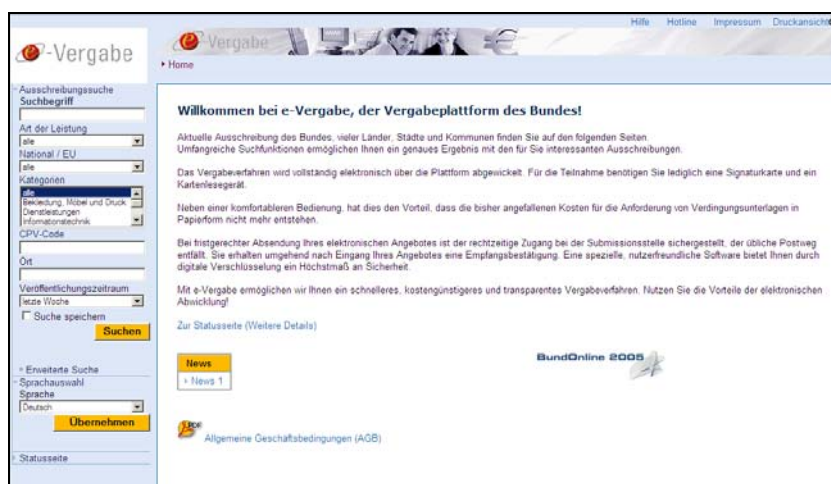 Hilfe Hotline Impressum Druckansicht
e-Vergabe
e-Vergabe
Home
Ausschreibungssuche
Suchbegriff
Art der Leistung
alle
National / EU
alle
Kategorien
alle
Bekleidung, Möbel und Druck
Dienstleistungen
Informationstechnik
CPV-Code
Ort
Veröffentlichungszeitraum
letzte Woche
Suche speichern
Suchen
Erweiterte Suche
Sprachauswahl
Sprache
Deutsch
Übernehmen
Statusseite
Willkommen bei e-Vergabe, der Vergabeplattform des Bundes!
Aktuelle Ausschreibung des Bundes, vieler Länder, Städte und Kommunen finden Sie auf den folgenden Seiten.
Umfangreiche Suchfunktionen ermöglichen Ihnen ein genaues Ergebnis mit den für Sie interessanten Ausschreibungen.
Das Vergabeverfahren wird vollständig elektronisch über die Plattform abgewickelt. Für die Teilnahme benötigen Sie lediglich eine Signaturkarte und ein
Kartenlesegerät.
Neben einer komfortableren Bedienung, hat dies den Vorteil, dass die bisher angefallenen Kosten für die Anforderung von Verdingungsunterlagen in
Papierform nicht mehr entstehen.
Bei fristgerechter Absendung Ihres elektronischen Angebotes ist der rechtzeitige Zugang bei der Submissionsstelle sichergestellt, der übliche Postweg
entfällt. Sie erhalten umgehend nach Eingang Ihres Angebotes eine Empfangsbestätigung. Eine spezielle, nutzerfreundliche Software bietet Ihnen durch
digitale Verschlüsselung ein Höchstmaß an Sicherheit.
Mit e-Vergabe ermöglichen wir Ihnen ein schnelleres, kostengünstigeres und transparentes Vergabeverfahren. Nutzen Sie die Vorteile der elektronischen
Abwicklung!
Zur Statusseite (Weitere Details)
News
News 1
BundOnline 2005
PDF
Allgemeine Geschäftsbedingungen (AGB)